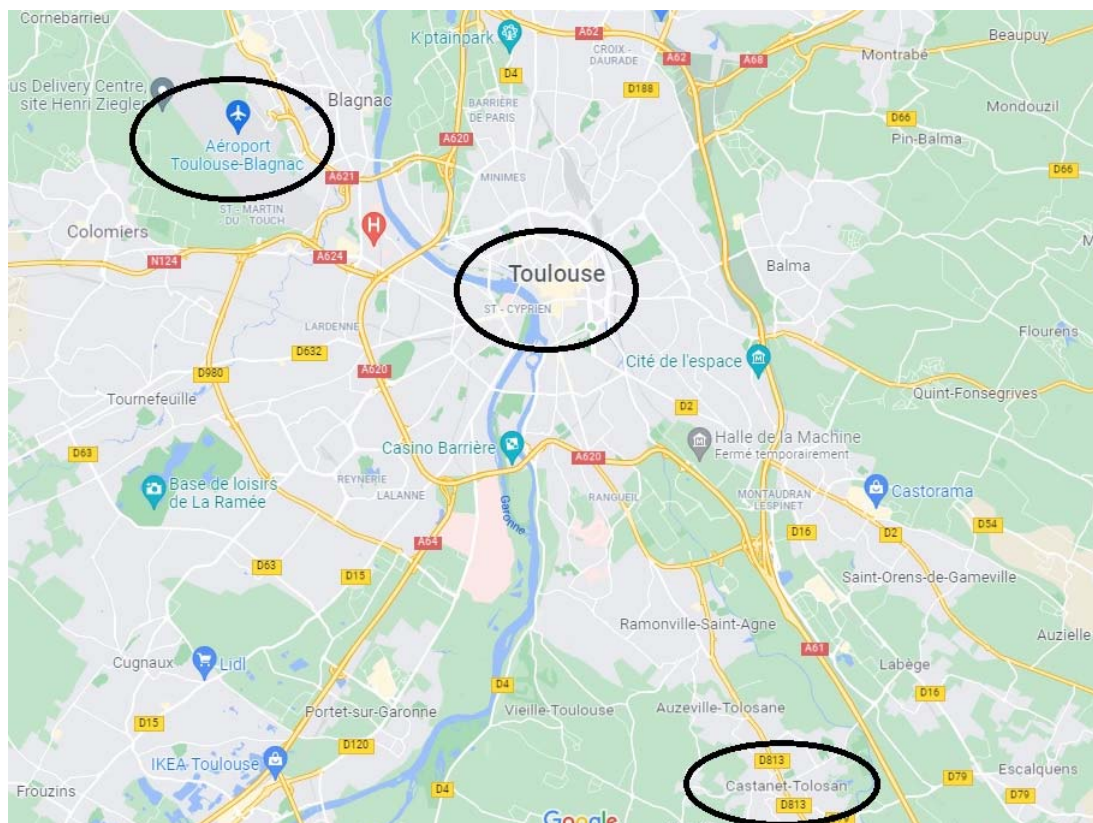 Cornebarrieu
K'ptainpark
A62
CROIX -
DAURADE
A62
A68
Montrabé
Beaupuy
us Delivery Centre,
site Henri Ziegler
Blagnac
D4
BARRIÈRE
DE PARIS
D188
Mondouzil
D66
Pin-Balma
Aéroport
Toulouse-Blagnac
A620
A621
MINIMES
D66
ST - MARTIN
- DU - TOUCH
Colomiers
H
N124
A624
Toulouse
Balma
ST - CYPRIEN
LARDENNE
D632
Flourens
D980
A620
Cité de l'espace
Tournefeuille
D2
Quint-Fonsegrives
Casino Barrière
Halle de la Machine
Fermé temporairement
D63
A620
Base de loisirs
de La Ramée
REYNERIE
LALANNE
RANGUEIL
MONTAUDRAN
LESPINET
Castorama
Garonne
D16
D54
D2
A64
D63
D15
Saint-Orens-de-Gameville
Ramonville-Saint-Agne
Auzielle
A61
Cugnaux
Lidl
Labège
D4
D16
Portet-sur-Garonne
Vieille-Toulouse
Auzeville-Tolosane
D15
D120
IKEA Toulouse
D813
Escalquens
Frouzins
D4
Castanet-Tolosan
D79
D79
D813
Google